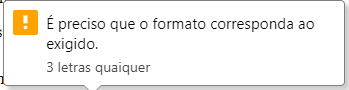 É preciso que o formato corresponda ao
exigido.
3 letras quaiquer